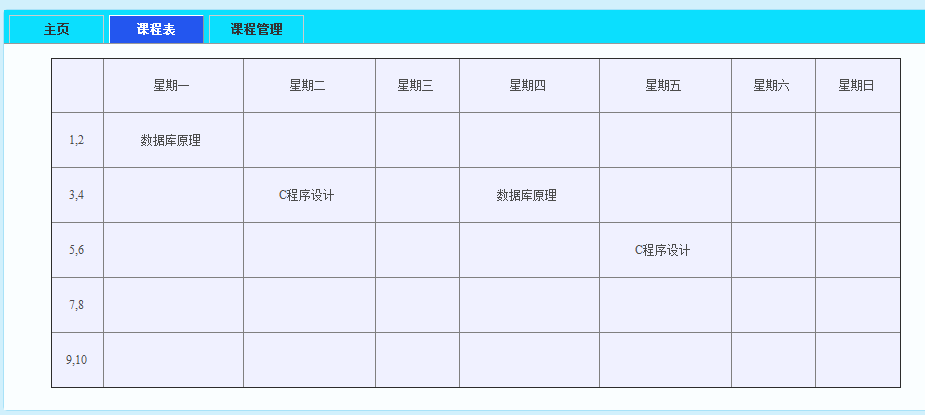 主页 课程表 课程管理
星期一 星期二 星期三 星期四 星期五 星期六 星期日
1,2 数据库原理
3,4 C程序设计 数据库原理
5,6 C程序设计
7,8
9,10